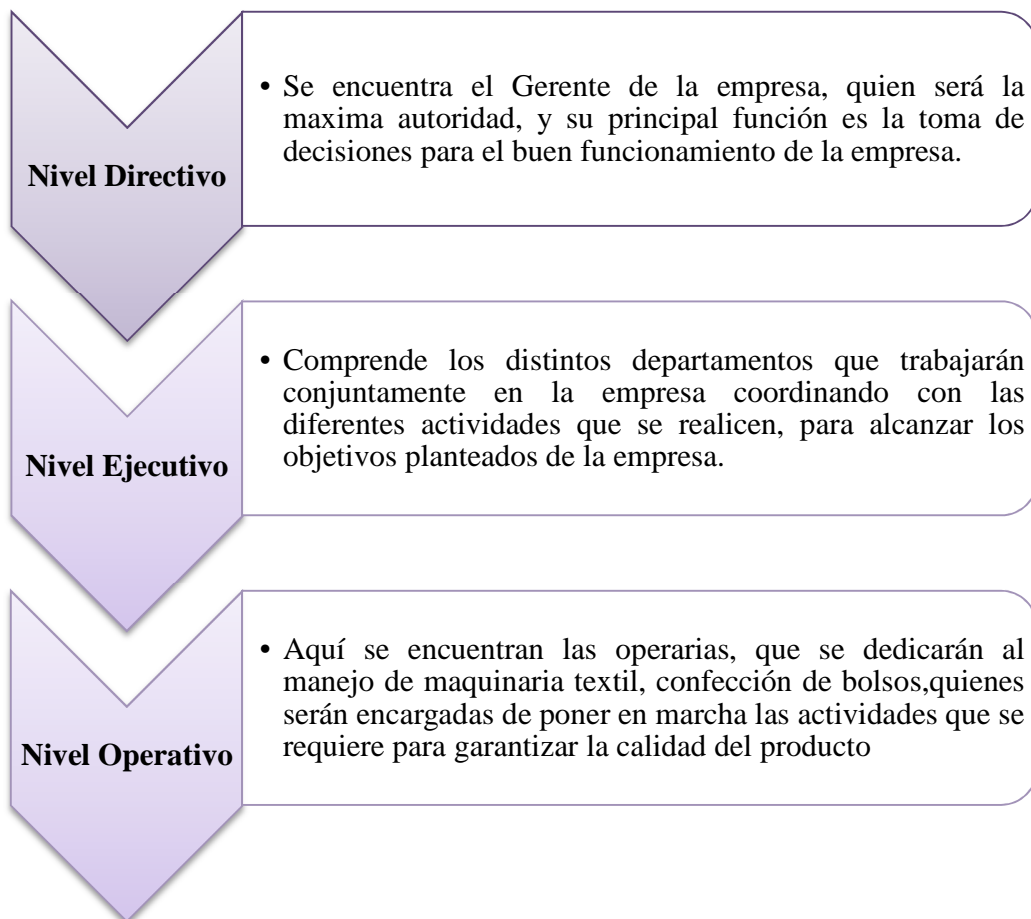 Nivel Directivo
• Se encuentra el Gerente de la empresa, quien será la
maxima autoridad, y su principal función es la toma de
decisiones para el buen funcionamiento de la empresa.
Nivel Ejecutivo
• Comprende los distintos departamentos que trabajarán
conjuntamente en la empresa coordinando con las
diferentes actividades que se realicen, para alcanzar los
objetivos planteados de la empresa.
Nivel Operativo
• Aquí se encuentran las operarias, que se dedicarán al
manejo de maquinaria textil, confección de bolsos,quienes
serán encargadas de poner en marcha las actividades que se
requiere para garantizar la calidad del producto